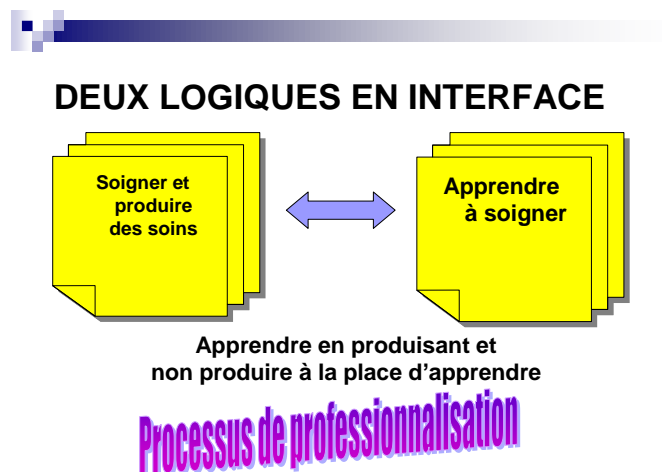 DEUX LOGIQUES EN INTERFACE
Soigner et
produire
des soins
Apprendre
à soigner
Apprendre en produisant et
non produire à la place d’apprendre
Processus de professionnalisation